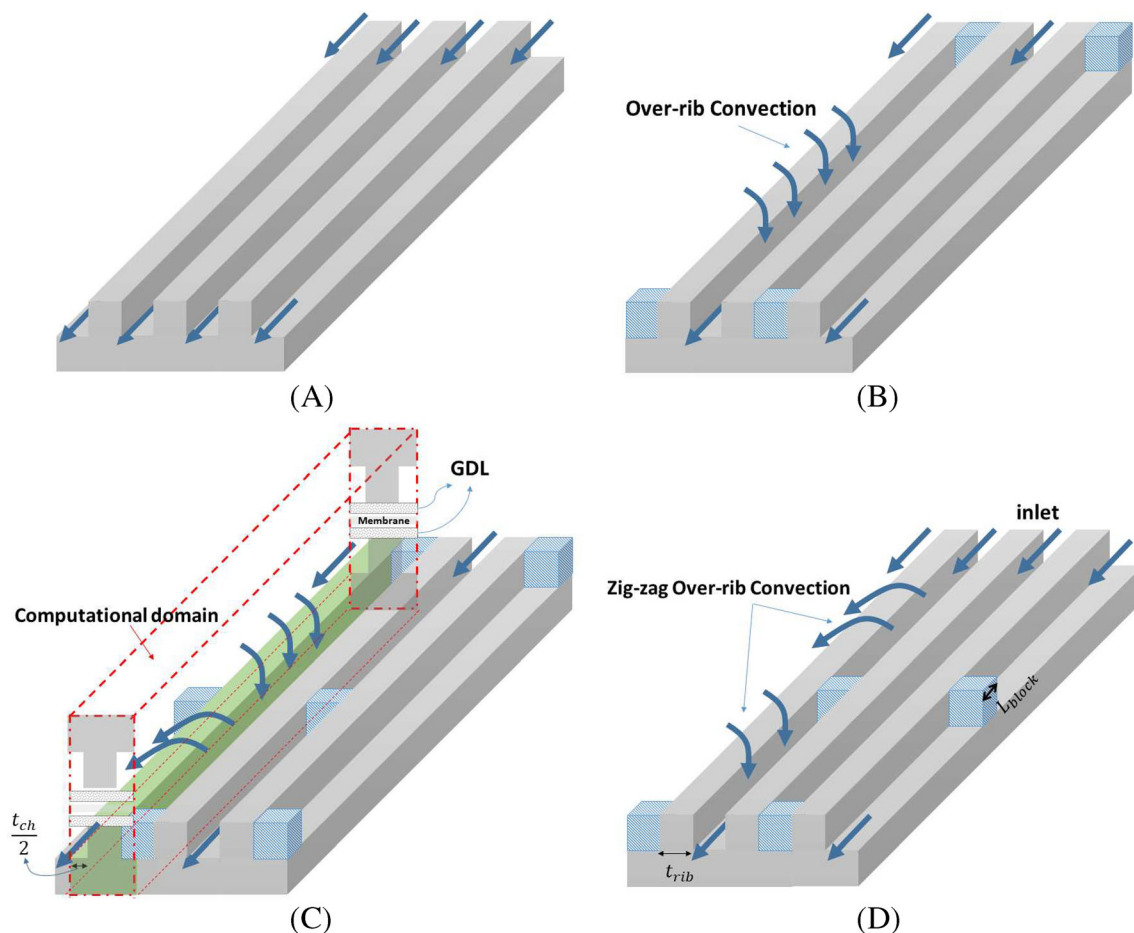 Over-rib Convection
(A)
(B)
GDL
Membrane
Computational domain
t_ch
2
(C)
inlet
Zig-zag Over-rib Convection
L_block
t_rib
(D)